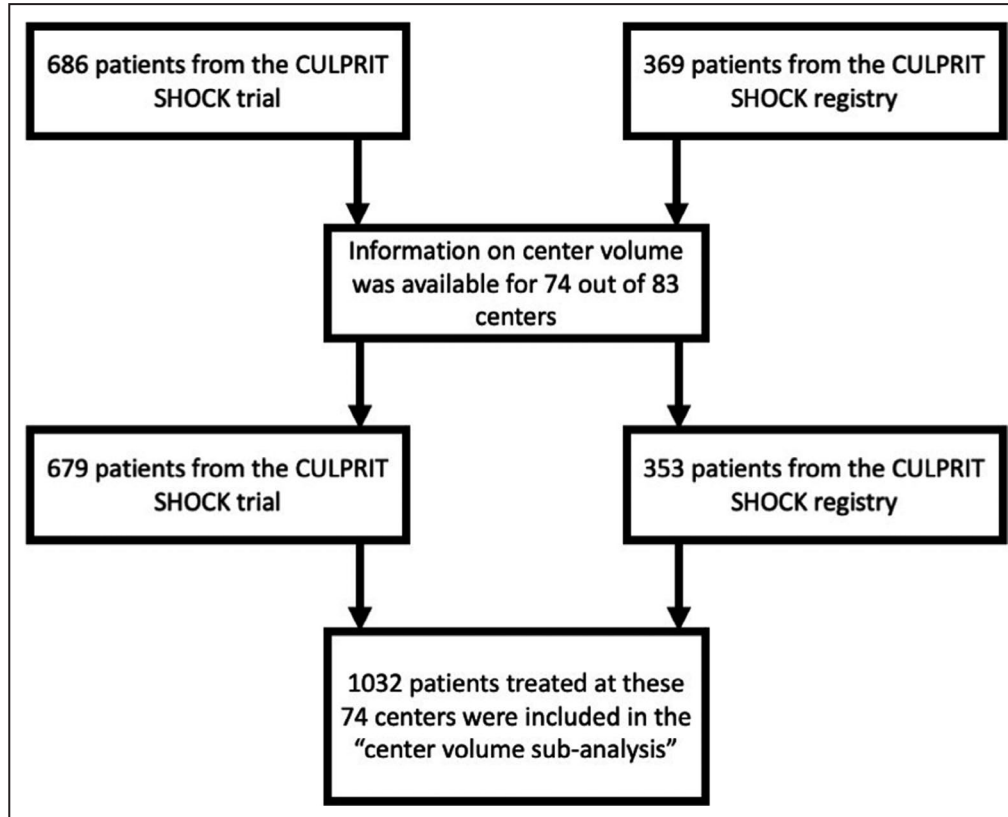 686 patients from the CULPRIT
SHOCK trial
369 patients from the CULPRIT
SHOCK registry
Information on center volume
was available for 74 out of 83
centers
679 patients from the CULPRIT
SHOCK trial
353 patients from the CULPRIT
SHOCK registry
1032 patients treated at these
74 centers were included in the
“center volume sub-analysis”